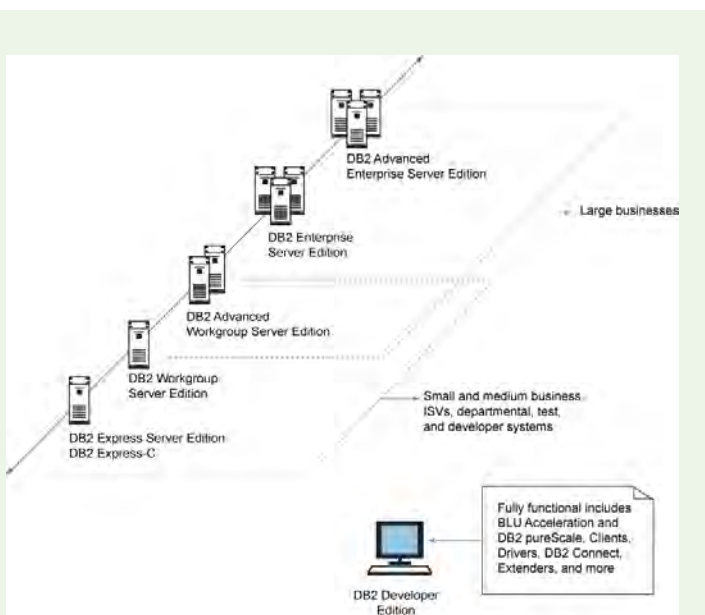 DB2 Advanced
Enterprise Server Edition
Large businesses
DB2 Enterprise
Server Edition
DB2 Advanced
Workgroup Server Edition
DB2 Workgroup
Server Edition
Small and medium business
ISVs, departmental, test,
and developer systems
DB2 Express Server Edition
DB2 Express-C
Fully functional includes
BLU Acceleration and
DB2 pureScale, Clients,
Drivers, DB2 Connect,
Extenders, and more
DB2 Developer
Edition